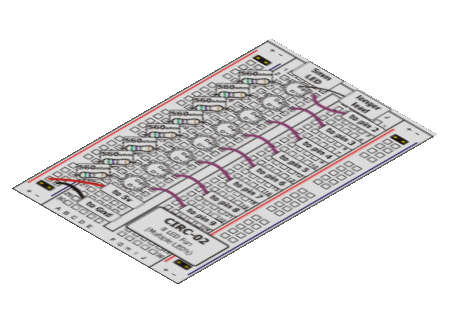 5mm
LED
longer
lead
560
560
560
560
560
560
560
560
to pin 2
to pin 3
to pin 4
to pin 5
to pin 6
to pin 7
to pin 8
to pin 9
to 5v
to Gnd
CIRC-02
8 LED Fun
(Multiple LEDs)
A B C D E
F G H I J
+ -
+ -
+ -
+ -